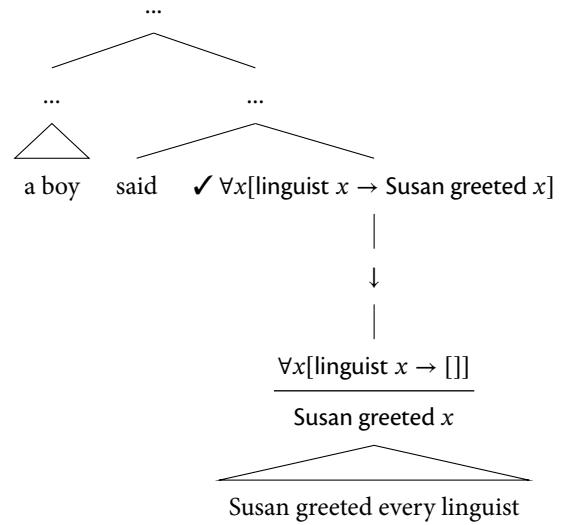 ...
... ...
a boy said ✓ ∀x[linguist x → Susan greeted x]
↓
∀x[linguist x → []]
Susan greeted x
Susan greeted every linguist